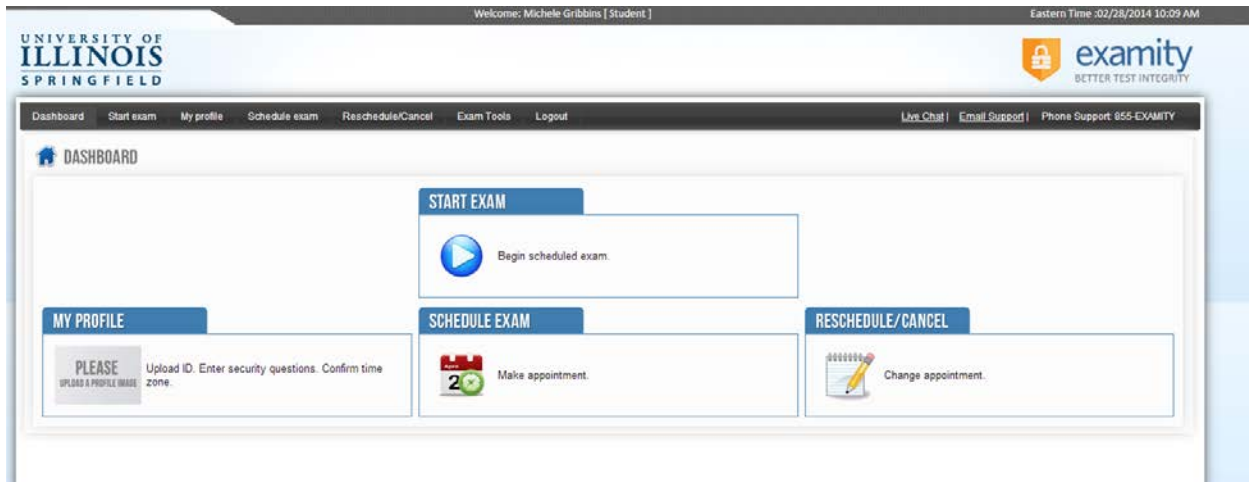 Welcome: Michele Gribbins [ Student ]
Eastern Time :02/28/2014 10:09 AM
UNIVERSITY OF
ILLINOIS
SPRINGFIELD
examity
BETTER TEST INTEGRITY
Dashboard Start exam My profile Schedule exam Reschedule/Cancel Exam Tools Logout Live Chat | Email Support | Phone Support 855-EXAMITY
DASHBOARD
START EXAM
Begin scheduled exam.
MY PROFILE
PLEASE
UPLOAD A PROFILE IMAGE
Upload ID. Enter security questions. Confirm time
zone.
SCHEDULE EXAM
April
2
Make appointment.
RESCHEDULE/CANCEL
Change appointment.